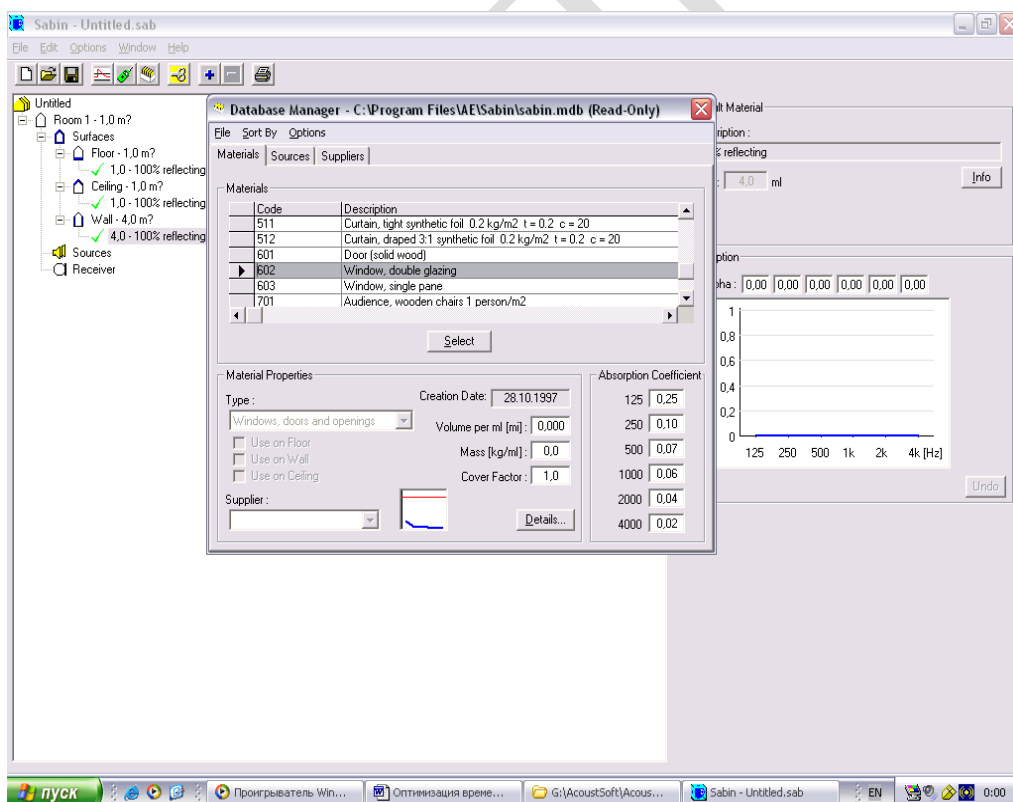 Sabin - Untitled.sab
File Edit Options Window Help
Untitled
Room 1 - 1,0 m?
Surfaces
Floor - 1,0 m?
1,0 - 100% reflecting
Ceiling - 1,0 m?
1,0 - 100% reflecting
Wall - 4,0 m?
4,0 - 100% reflecting
Sources
Receiver
Database Manager - C:\Program Files\AE\Sabin\sabin.mdb (Read-Only)
File Sort By Options
Materials Sources Suppliers
Materials
Code Description
511 Curtain, tight synthetic foil 0.2 kg/m2 t = 0.2 c = 20
512 Curtain, draped 3:1 synthetic foil 0.2 kg/m2 t = 0.2 c = 20
601 Door (solid wood)
602 Window, double glazing
603 Window, single pane
701 Audience, wooden chairs 1 person/m2
Select
Material Properties
Type :
Windows, doors and openings
Use on Floor
Use on Wall
Use on Ceiling
Supplier :
Creation Date: 28.10.1997
Volume per ml [mi] : 0,000
Mass [kg/ml] : 0,0
Cover Factor : 1,0
Details...
Absorption Coefficient
125 0,25
250 0,10
500 0,07
1000 0,06
2000 0,04
4000 0,02
ult Material
ription :
% reflecting
: 4,0 ml
Info
ption
pha : 0,00 0,00 0,00 0,00 0,00 0,00
1
0,8
0,6
0,4
0,2
0
125 250 500 1k 2k 4k [Hz]
Undo
пуск
Проигрыватель Win...
Оптимизация време...
G:\AcoustSoft\Acous...
Sabin - Untitled.sab
EN
0:00